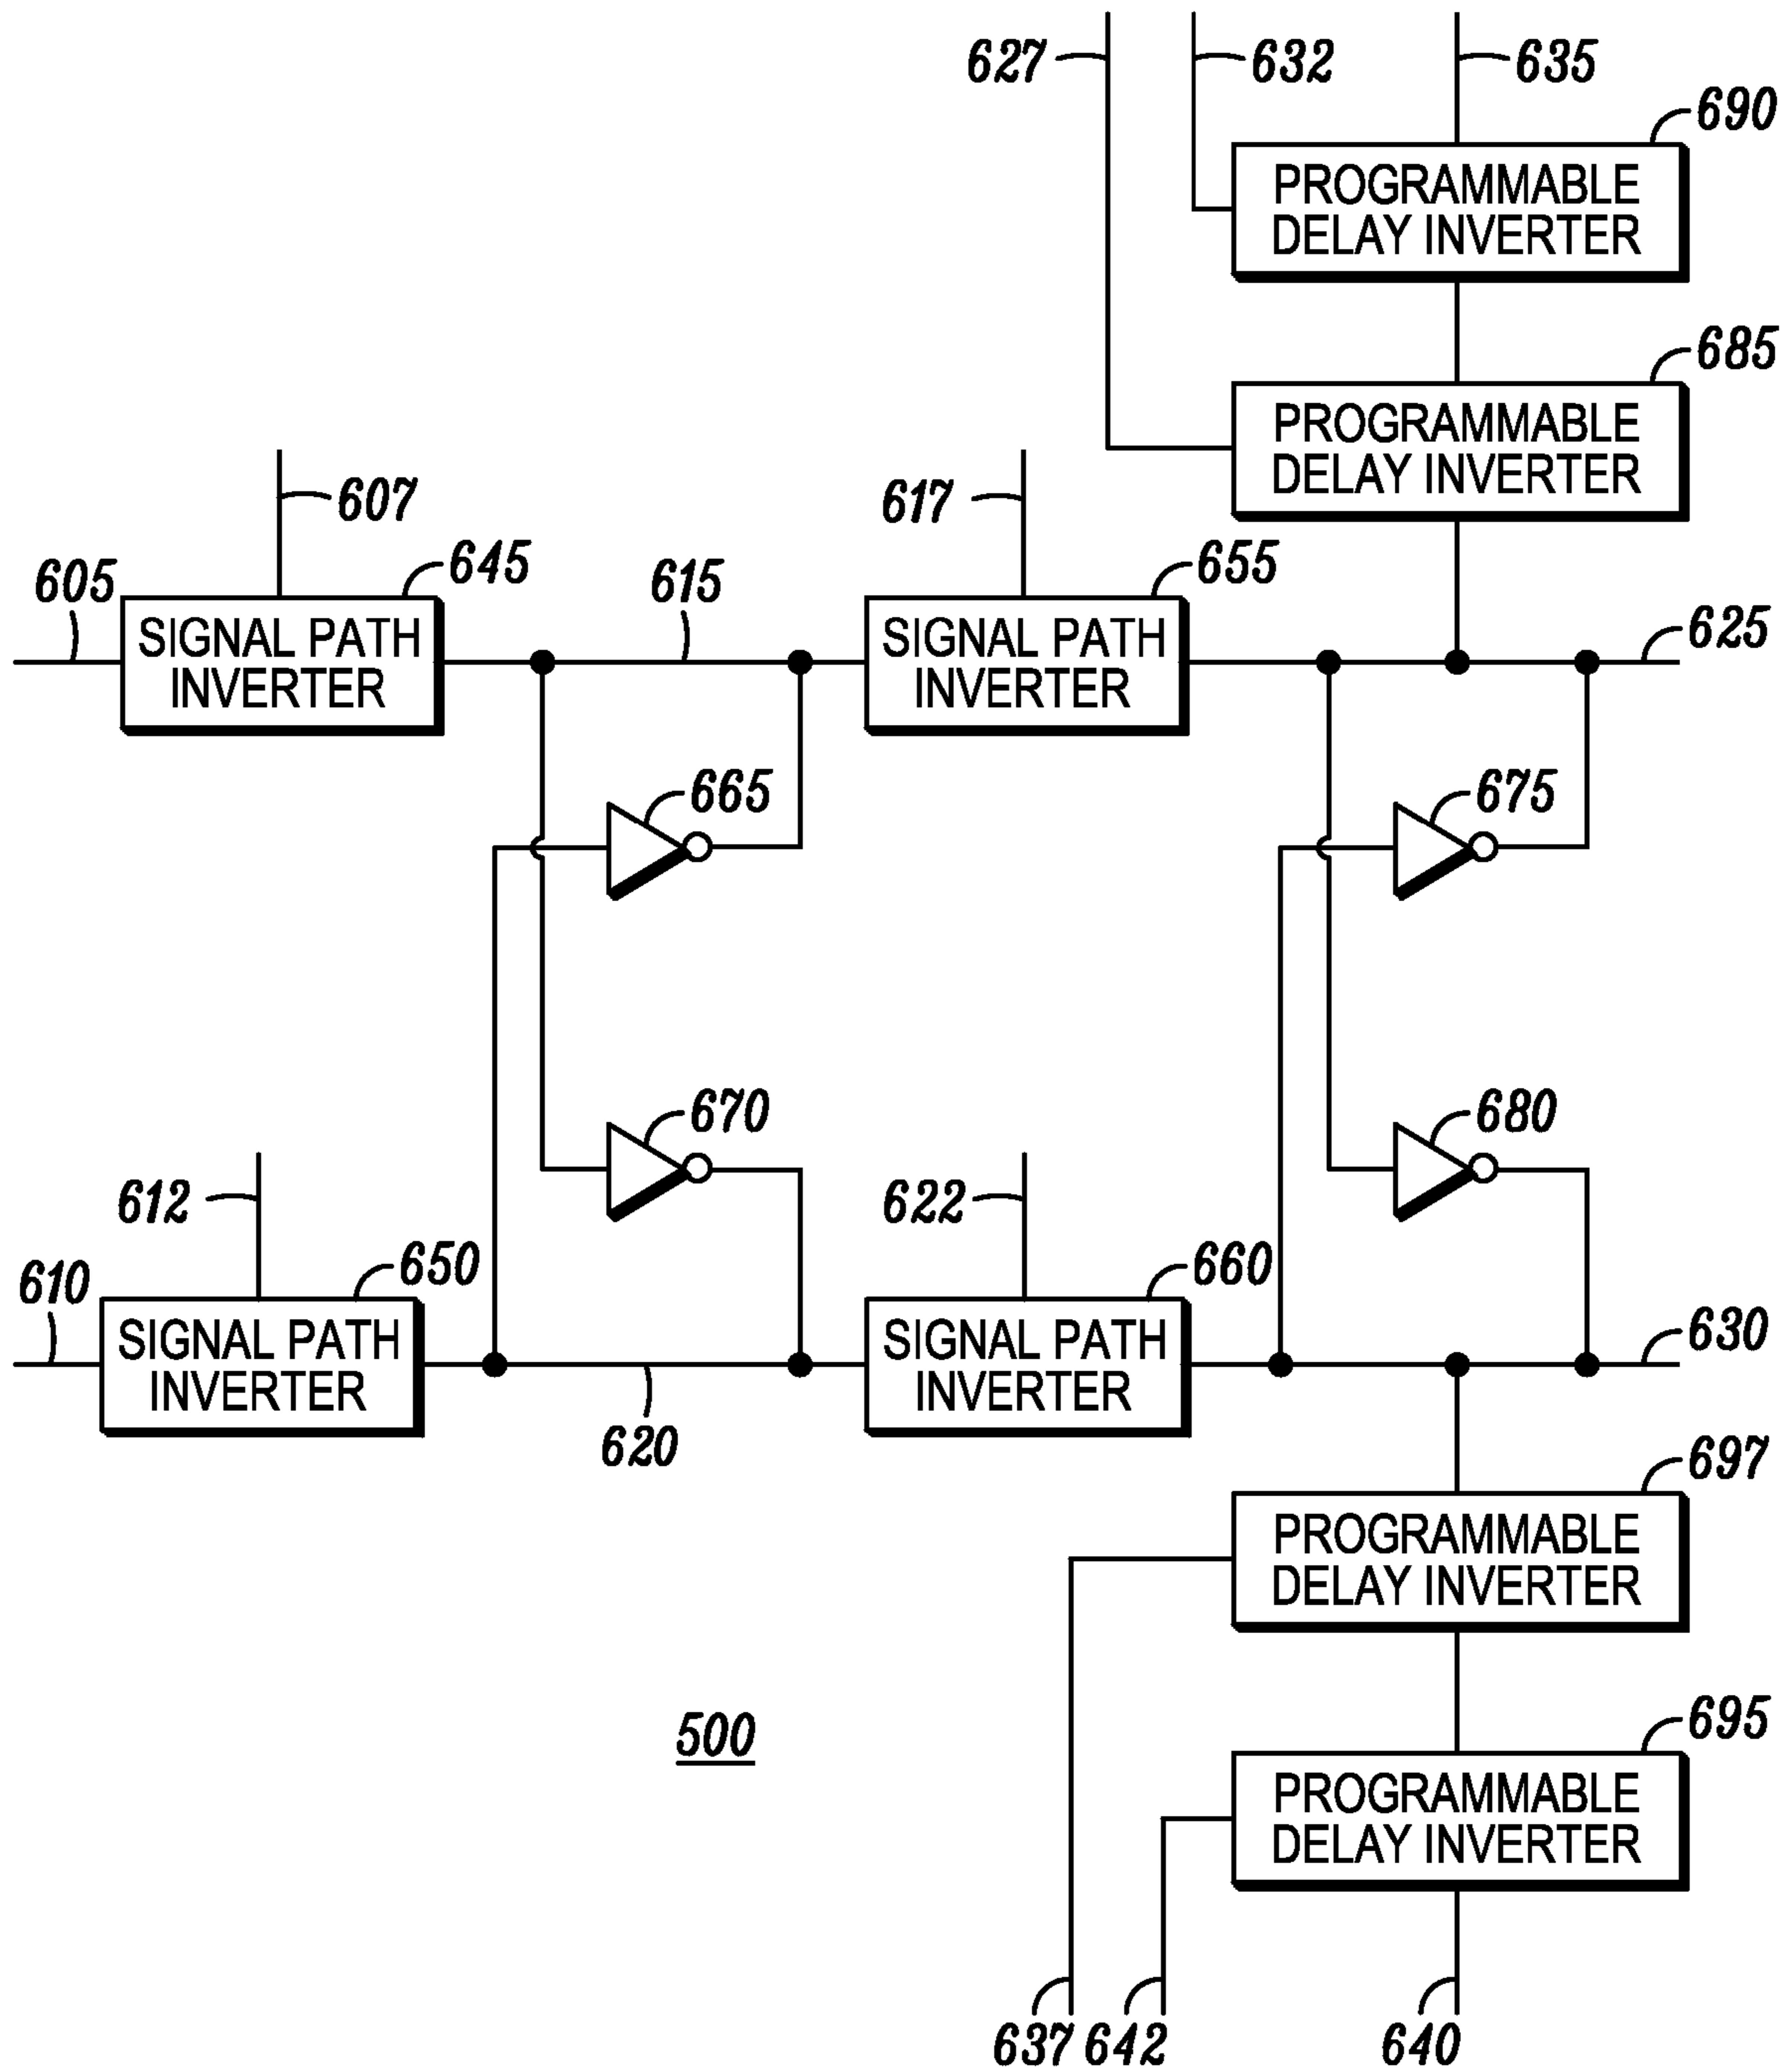 627
632
635
690
PROGRAMMABLE
DELAY INVERTER
685
PROGRAMMABLE
DELAY INVERTER
607
617
605
645
615
655
625
SIGNAL PATH
INVERTER
SIGNAL PATH
INVERTER
665
675
670
680
612
622
610
650
660
630
SIGNAL PATH
INVERTER
SIGNAL PATH
INVERTER
620
697
PROGRAMMABLE
DELAY INVERTER
500
695
PROGRAMMABLE
DELAY INVERTER
637
642
640